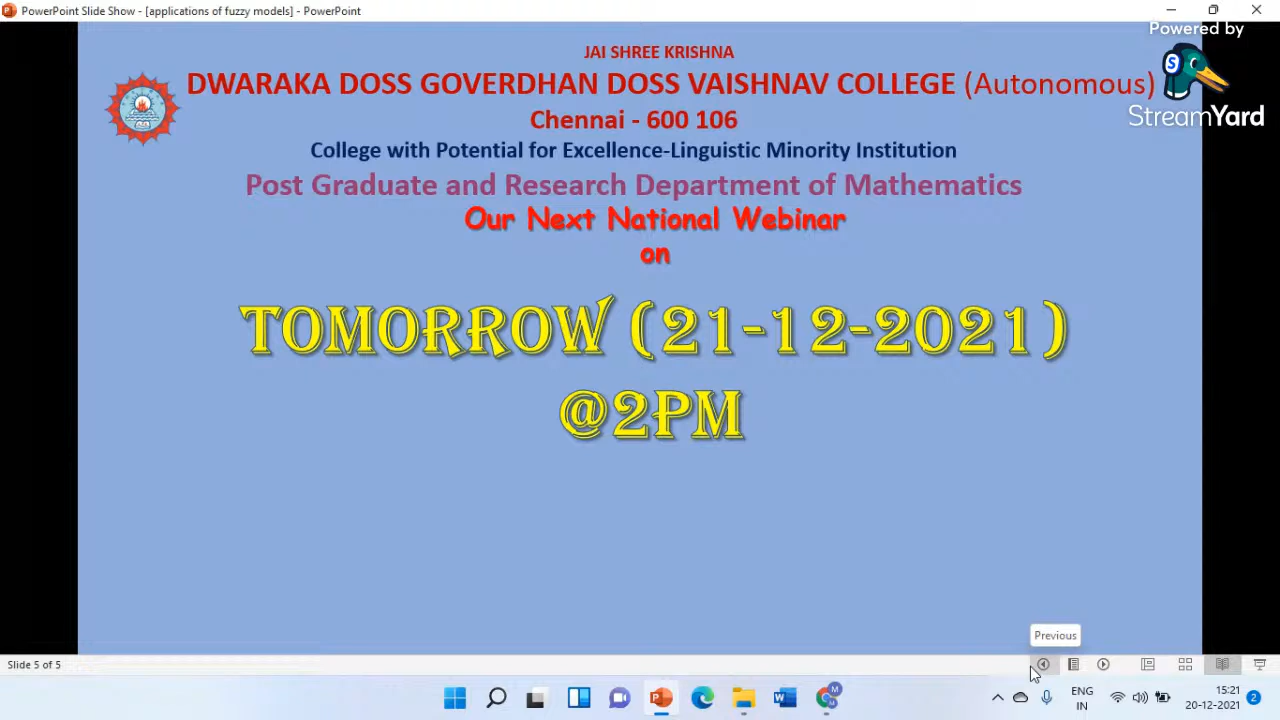 PowerPoint Slide Show - [applications of fuzzy models] - PowerPoint
Powered by
StreamYard
JAI SHREE KRISHNA
DWARAKA DOSS GOVERDHAN DOSS VAISHNAV COLLEGE (Autonomous)
Chennai - 600 106
College with Potential for Excellence-Linguistic Minority Institution
Post Graduate and Research Department of Mathematics
Our Next National Webinar
on
TOMORROW (21-12-2021)
@2PM
Previous
Slide 5 of 5
ENG
IN
15:21
20-12-2021
2